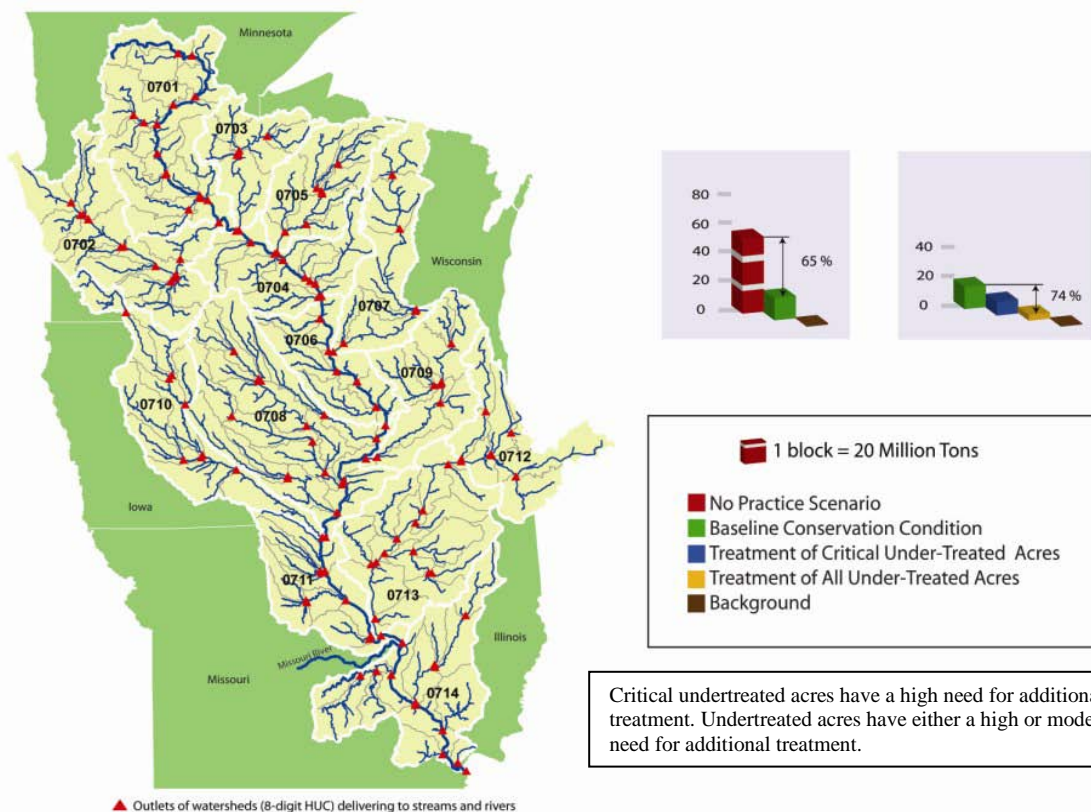 Minnesota
0701
0703
0705
0702
Wisconsin
0704
0707
0706
0709
0710
0708
0712
Iowa
0711
0713
Illinois
Missouri River
Missouri
0714
▲ Outlets of watersheds (8-digit HUC) delivering to streams and rivers
80
60
40
20
0
65 %
40
20
0
74 %
1 block = 20 Million Tons
No Practice Scenario
Baseline Conservation Condition
Treatment of Critical Under-Treated Acres
Treatment of All Under-Treated Acres
Background
Critical undertreated acres have a high need for additiona
treatment. Undertreated acres have either a high or mode
need for additional treatment.